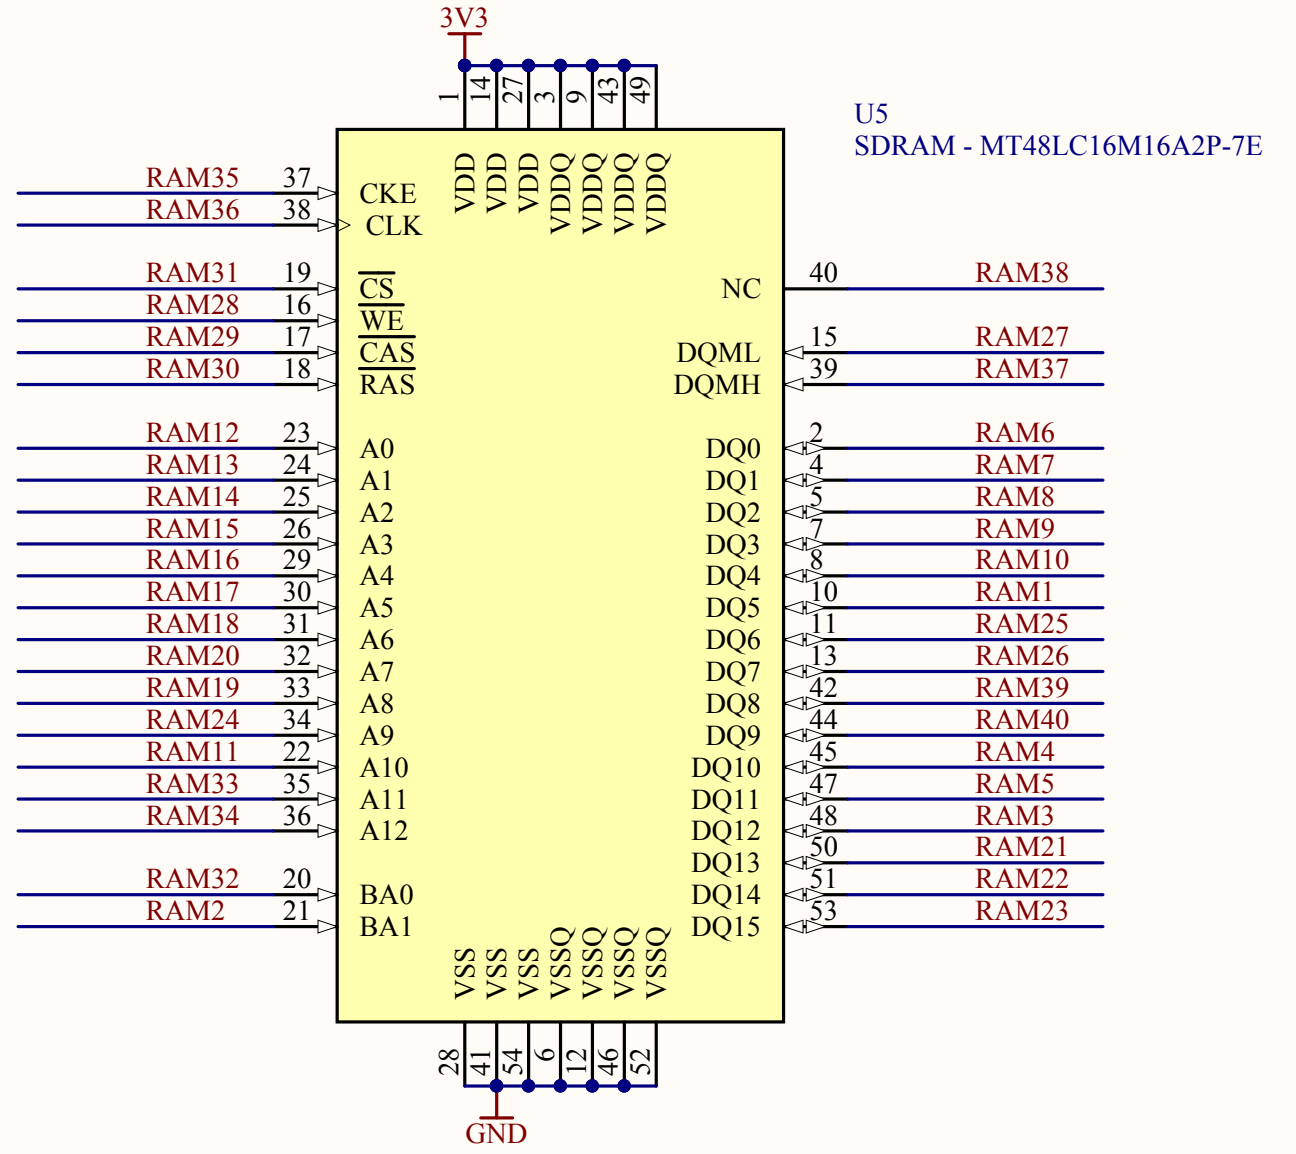 3V3
1 14 27 3 9 43 49
U5
SDRAM - MT48LC16M16A2P-7E
VDD VDD VDD VDDQ VDDQ VDDQ VDDQ
RAM35 37 CKE
RAM36 38 CLK
RAM31 19 CS NC 40 RAM38
RAM28 16 WE
RAM29 17 CAS DQML 15 RAM27
RAM30 18 RAS DQMH 39 RAM37
RAM12 23 A0 DQ0 2 RAM6
RAM13 24 A1 DQ1 4 RAM7
RAM14 25 A2 DQ2 5 RAM8
RAM15 26 A3 DQ3 7 RAM9
RAM16 29 A4 DQ4 8 RAM10
RAM17 30 A5 DQ5 10 RAM1
RAM18 31 A6 DQ6 11 RAM25
RAM20 32 A7 DQ7 13 RAM26
RAM19 33 A8 DQ8 42 RAM39
RAM24 34 A9 DQ9 44 RAM40
RAM11 22 A10 DQ10 45 RAM4
RAM33 35 A11 DQ11 47 RAM5
RAM34 36 A12 DQ12 48 RAM3
DQ13 50 RAM21
RAM32 20 BA0 DQ14 51 RAM22
RAM2 21 BA1 DQ15 53 RAM23
VSS VSS VSS VSSQ VSSQ VSSQ VSSQ
28 41 54 6 12 46 52
GND